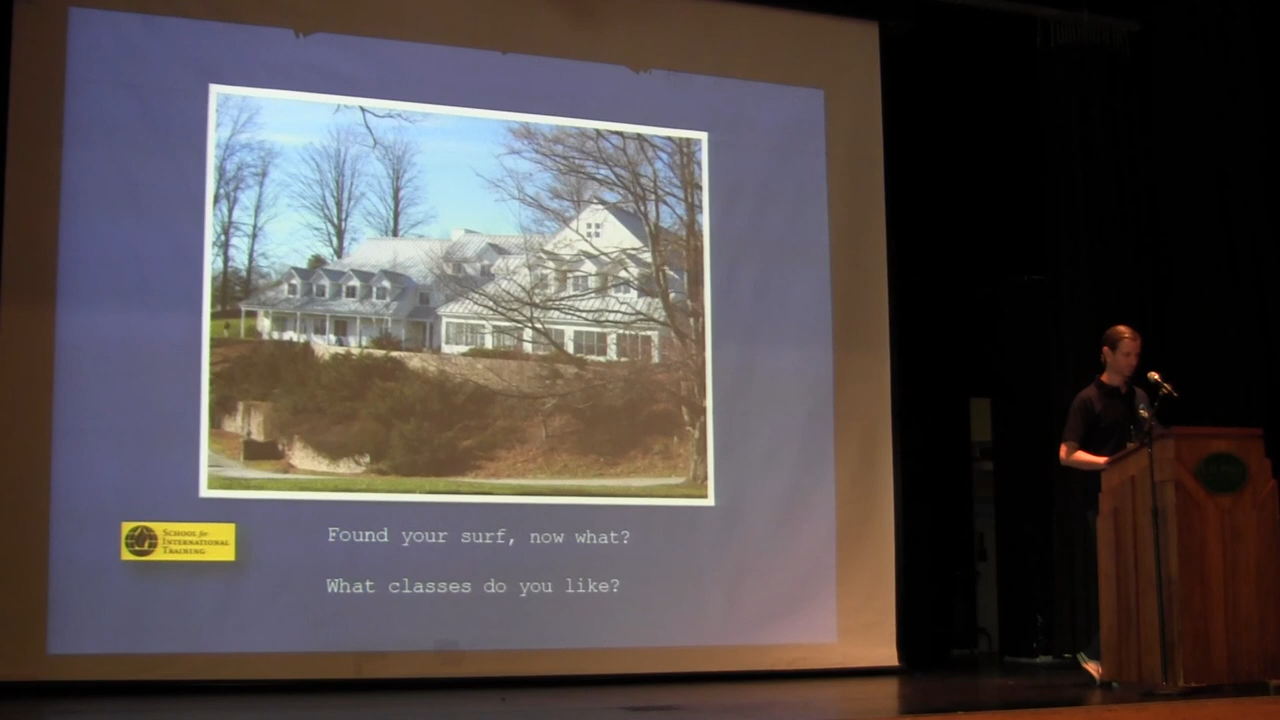 School for
International
Training
Found your surf, now what?
What classes do you like?